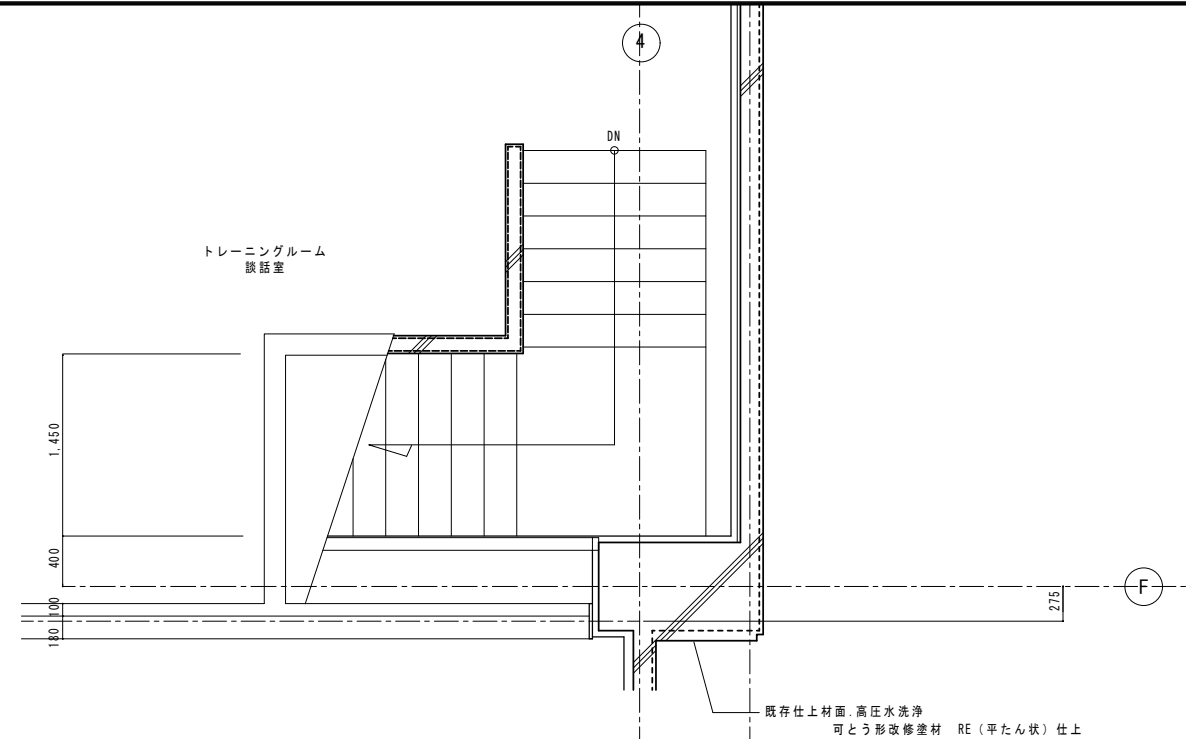 4
DN
トレーニングルーム
談話室
1,450
400
100
180
275
F
既存仕上材面.高圧水洗浄
可とう形改修塗材 RE(平たん状)仕上